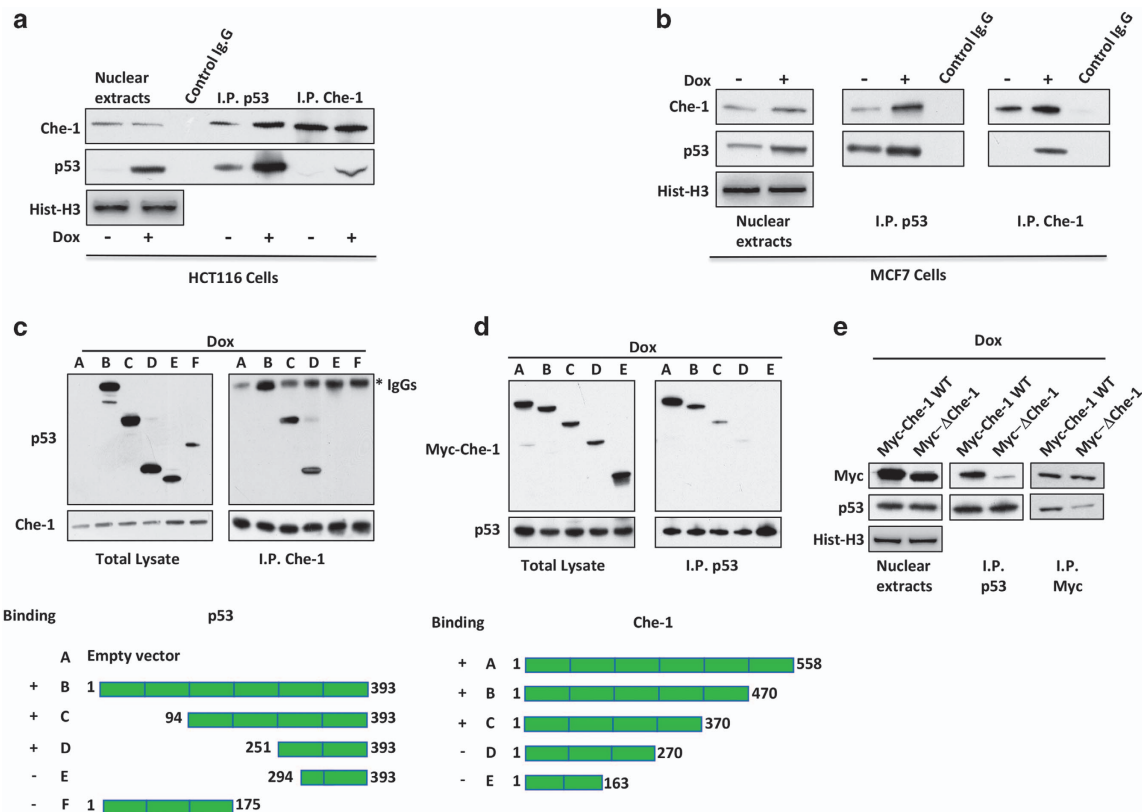 a
Nuclear extracts
Control Ig.G
I.P. p53
I.P. Che-1
Che-1
p53
Hist-H3
Dox - + - + - +
HCT116 Cells
b
Control Ig.G
Control Ig.G
Dox - + - + - +
Che-1
p53
Hist-H3
Nuclear extracts
I.P. p53
I.P. Che-1
MCF7 Cells
c
Dox
A B C D E F A B C D E F
* IgGs
p53
Che-1
Total Lysate
I.P. Che-1
d
Dox
A B C D E A B C D E
Myc-Che-1
p53
Total Lysate
I.P. p53
e
Dox
Myc-Che-1 WT
Myc-ΔChe-1
Myc-Che-1 WT
Myc-ΔChe-1
Myc-Che-1 WT
Myc-ΔChe-1
Myc
p53
Hist-H3
Nuclear extracts
I.P. p53
I.P. Myc
Binding p53
A Empty vector
+ B 1 393
+ C 94 393
+ D 251 393
- E 294 393
- F 1 175
Binding Che-1
+ A 1 558
+ B 1 470
+ C 1 370
- D 1 270
- E 1 163